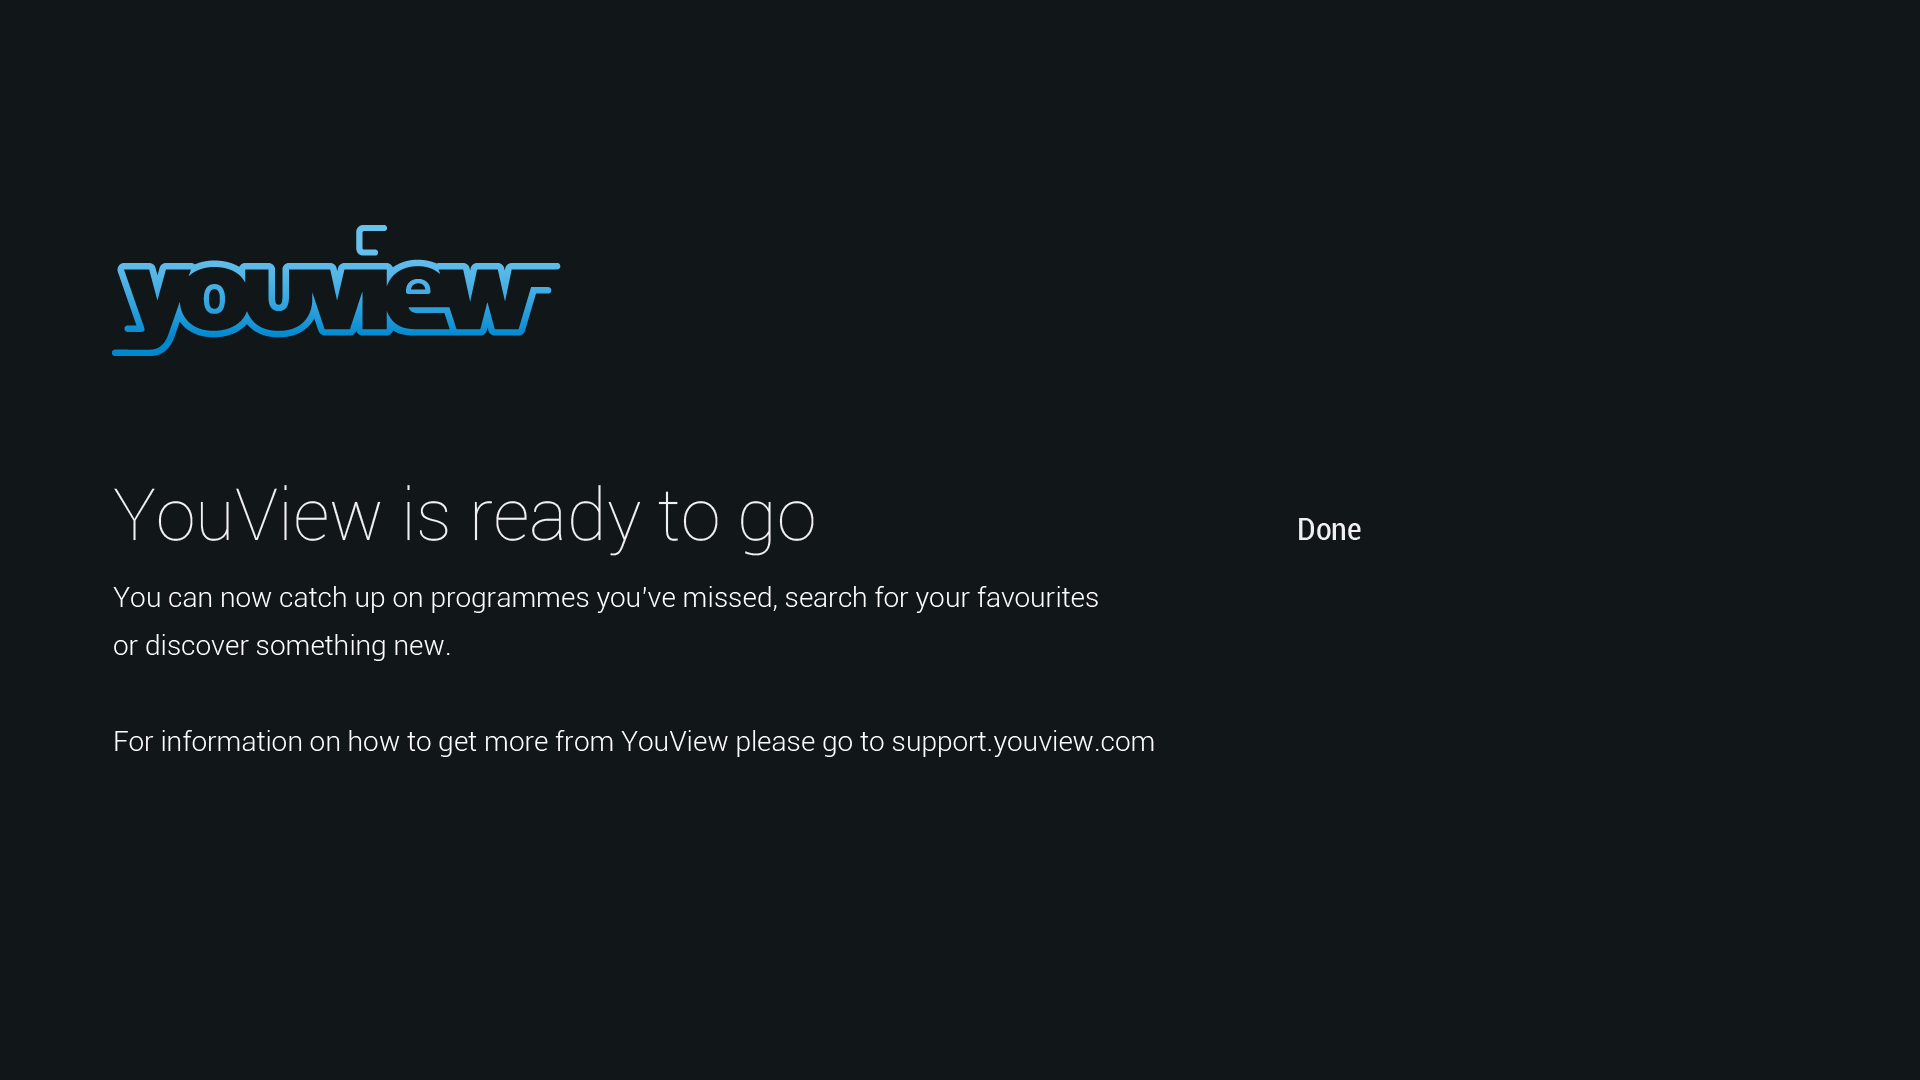 youview
YouView is ready to go
Done
You can now catch up on programmes you've missed, search for your favourites
or discover something new.
For information on how to get more from YouView please go to support.youview.com